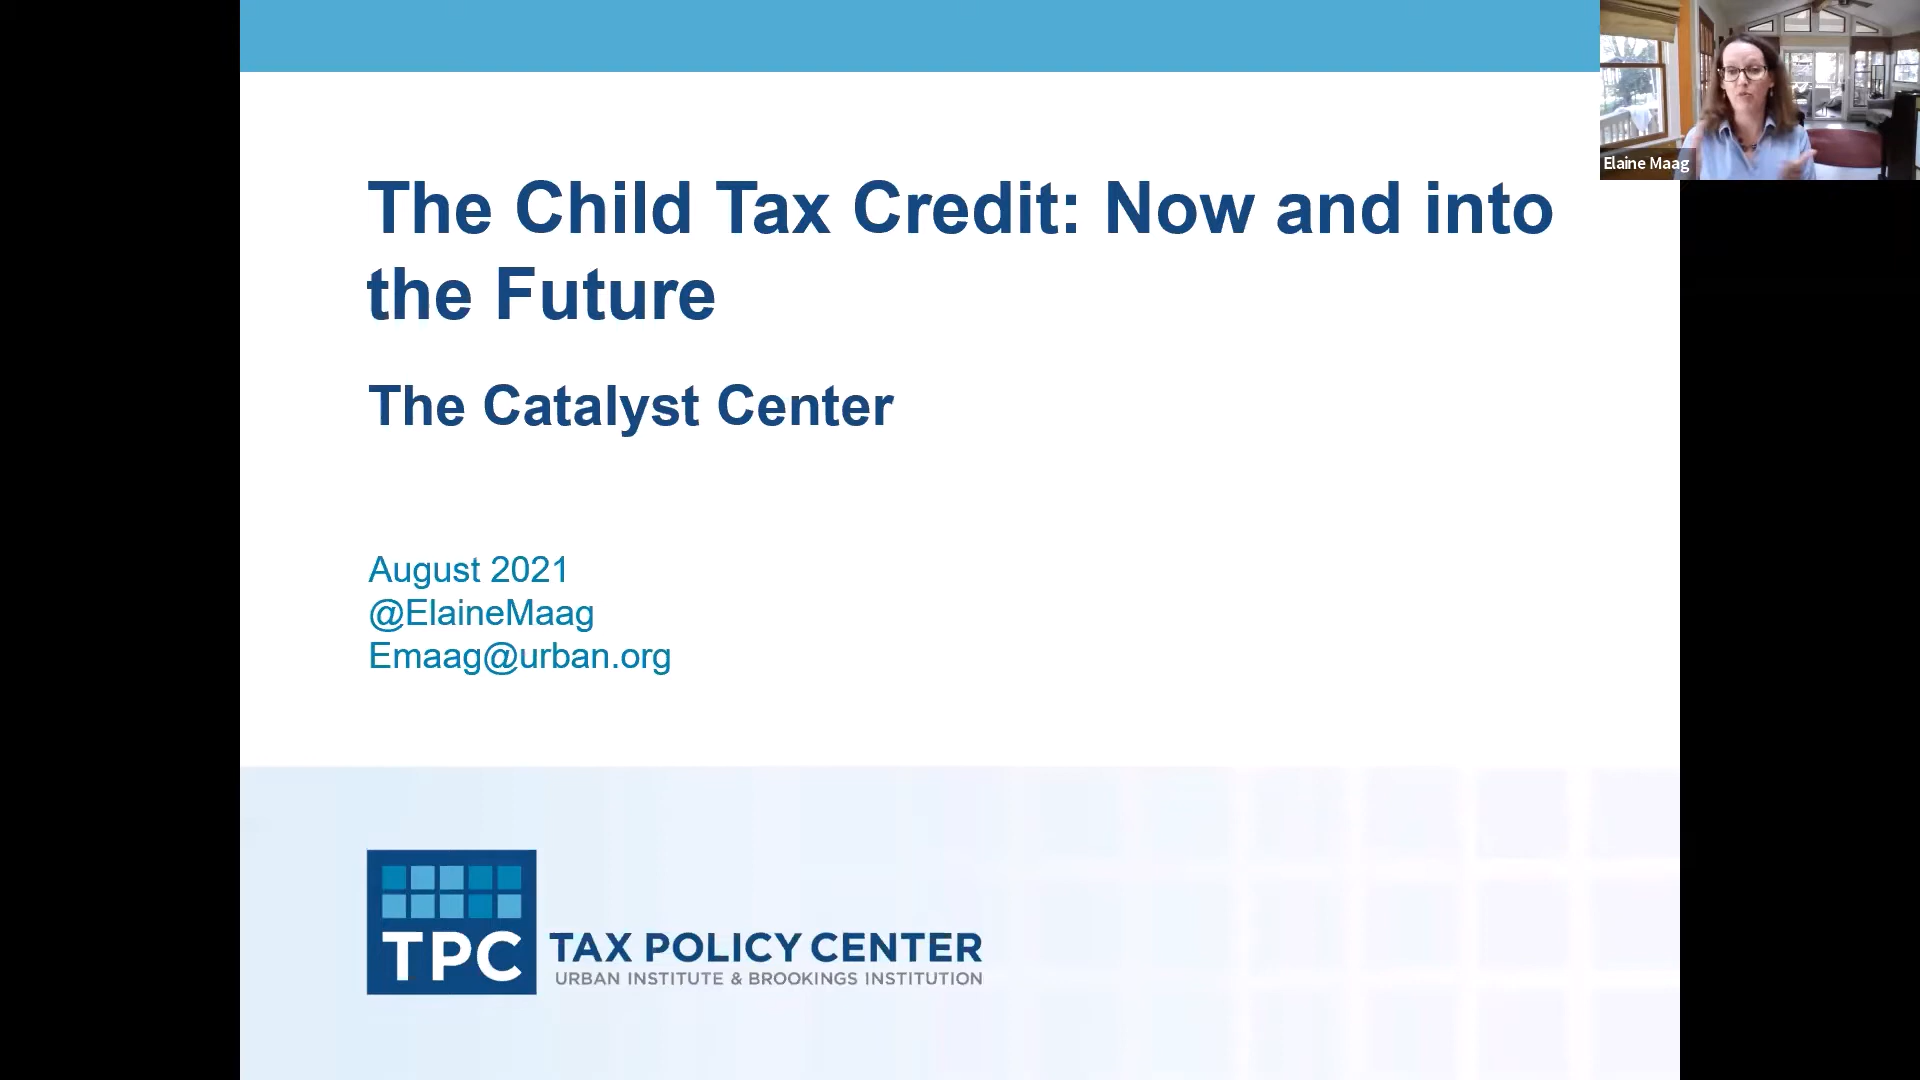 The Child Tax Credit: Now and into
the Future
The Catalyst Center
August 2021
@ElaineMaag
Emaag@urban.org
TPC
TAX POLICY CENTER
URBAN INSTITUTE & BROOKINGS INSTITUTION
Elaine Maag